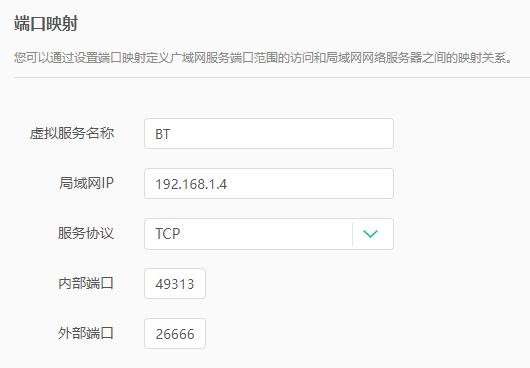 端口映射
您可以通过设置端口映射定义广域网服务端口范围的访问和局域网网络服务器之间的映射关系。
虚拟服务名称 BT
局域网IP 192.168.1.4
服务协议 TCP
内部端口 49313
外部端口 26666